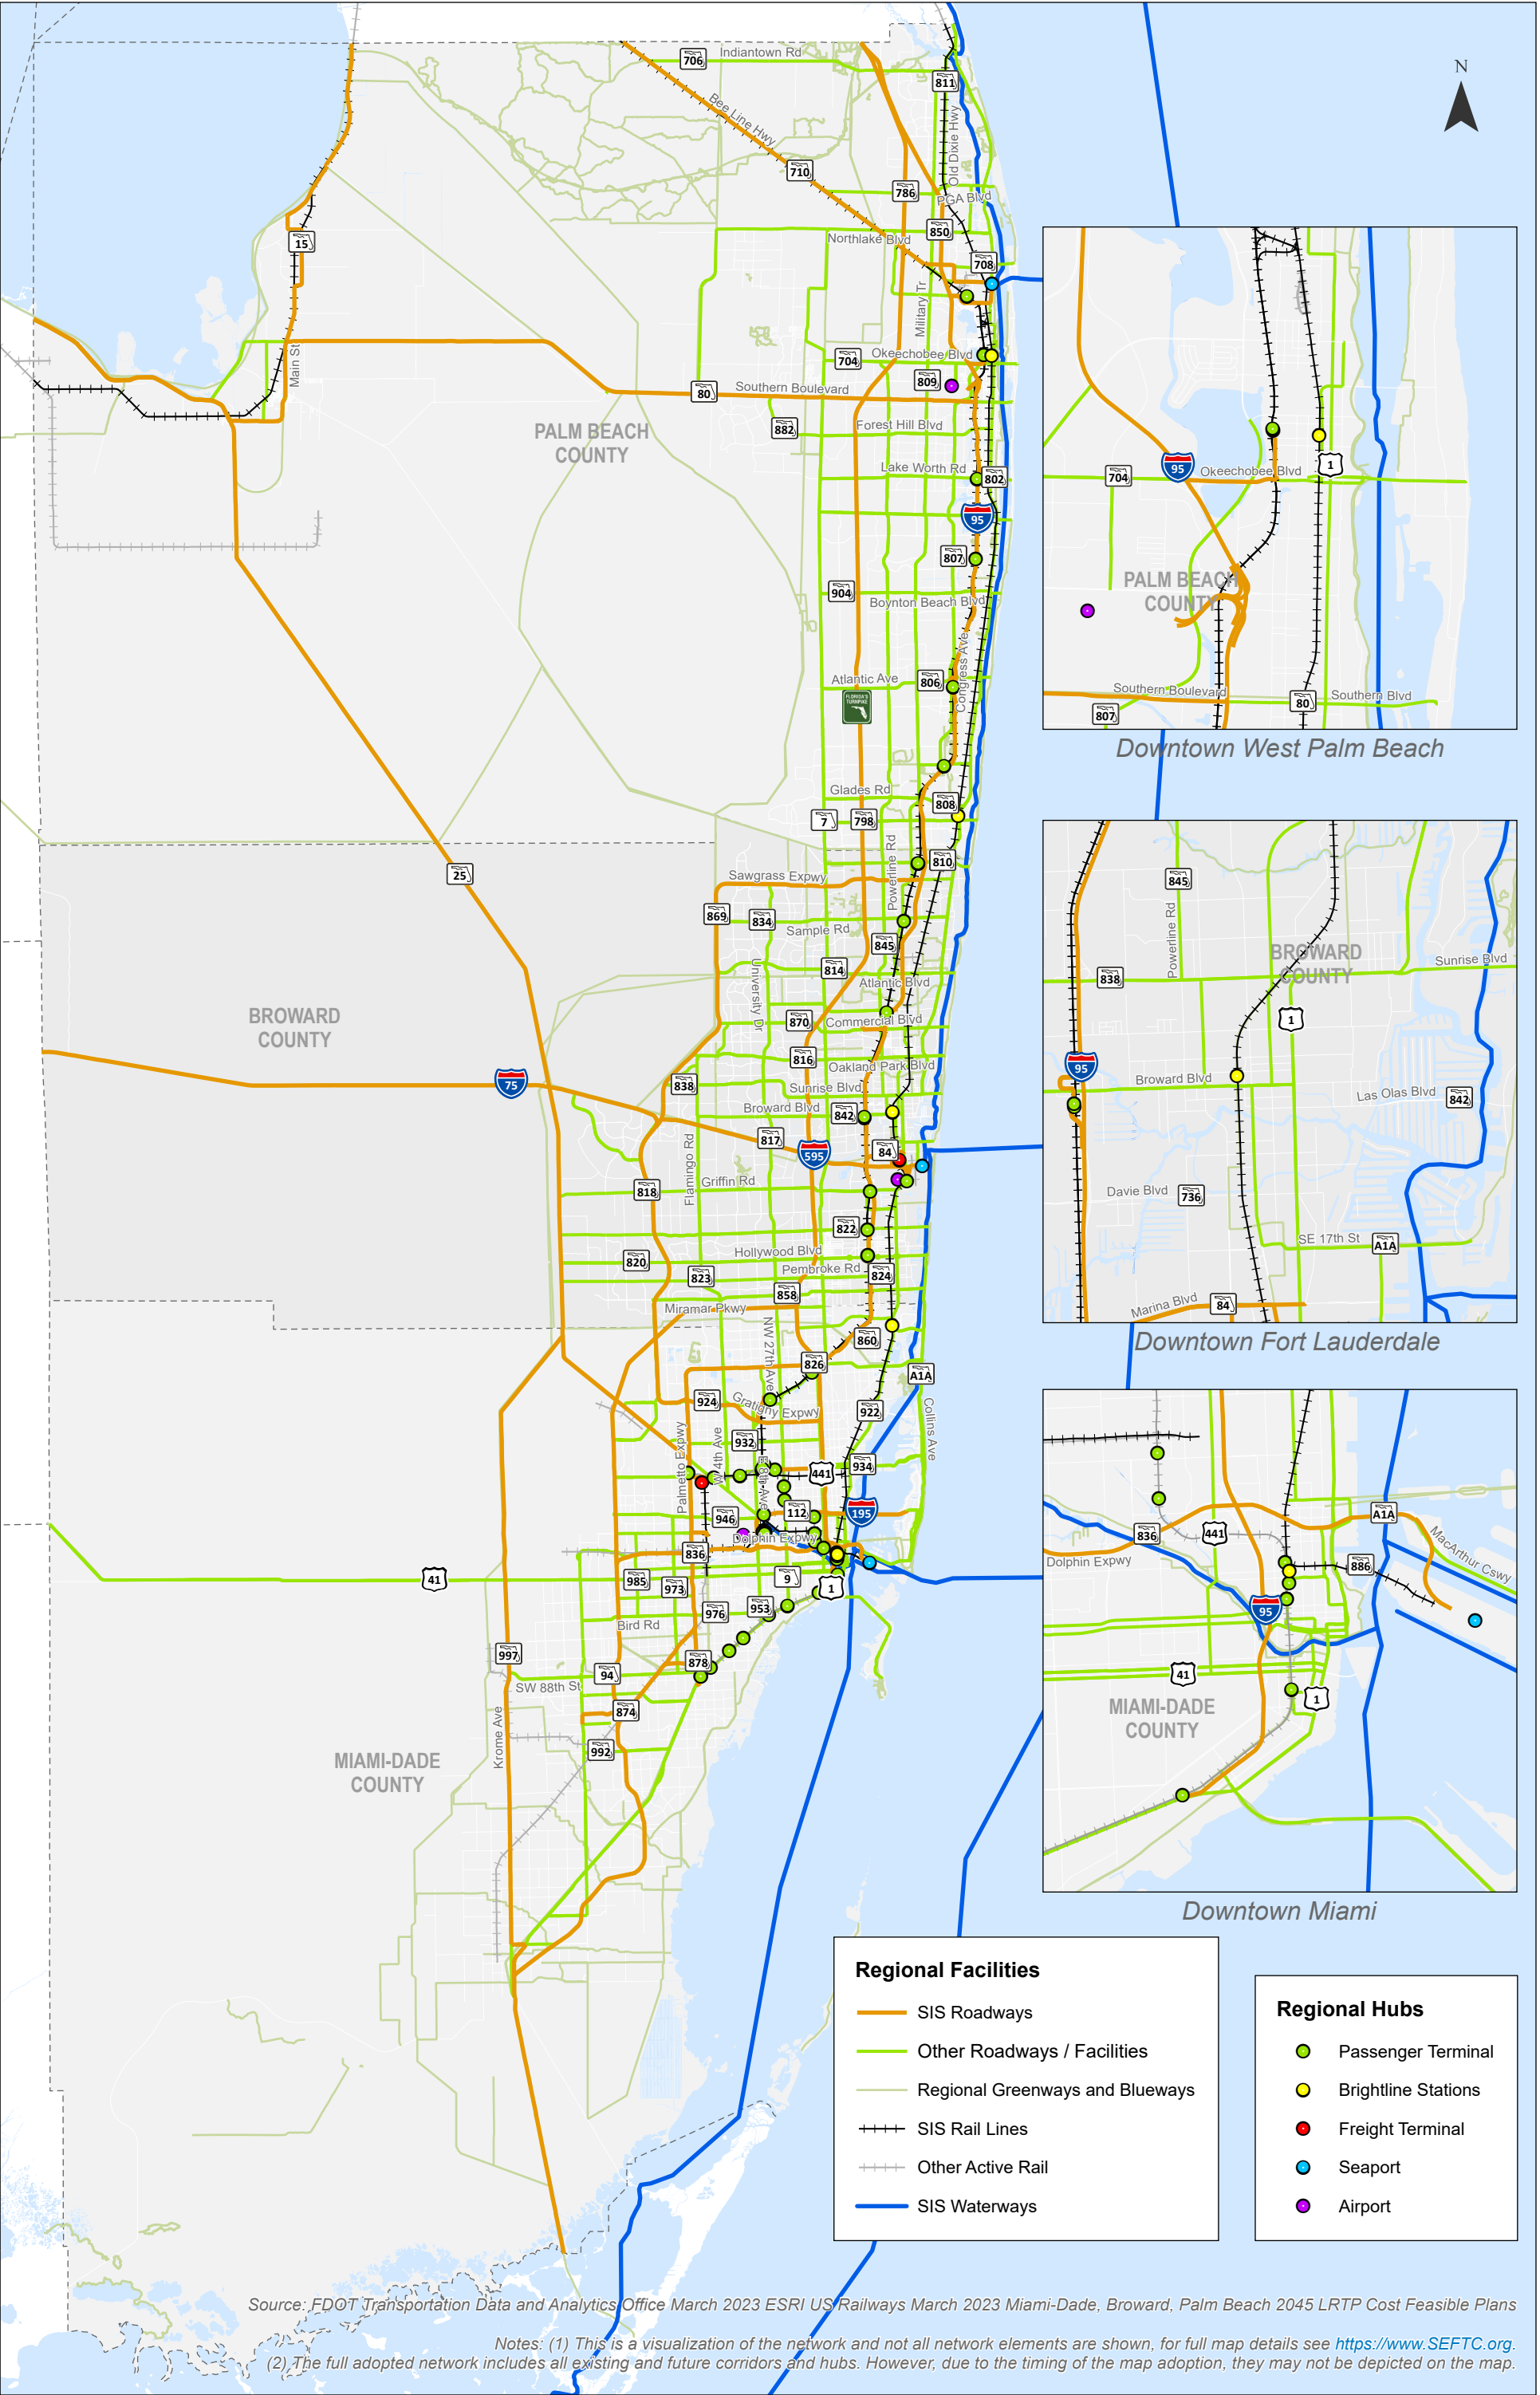 706
Indiantown Rd
811
Bee Line Hwy
Old Dixie Hwy
N
710
786
PGA Blvd
850
Northlake Blvd
15
708
Military Tr
Main St
704
Okeechobee Blvd
809
80
Southern Boulevard
882
Forest Hill Blvd
PALM BEACH
COUNTY
Lake Worth Rd
802
95
807
904
Boynton Beach Blvd
Congress Ave
Atlantic Ave
806
FLORIDA'S
TURNPIKE
Glades Rd
808
7
798
Powerline Rd
810
25
Sawgrass Expwy
869
834
Sample Rd
845
University Dr
814
Atlantic Blvd
BROWARD
COUNTY
870
Commercial Blvd
816
Oakland Park Blvd
75
838
Sunrise Blvd
Broward Blvd
842
817
595
84
Flamingo Rd
818
Griffin Rd
822
820
Hollywood Blvd
823
Pembroke Rd
824
858
Miramar Pkwy
NW 27th Ave
860
826
A1A
924
Gratigny Expwy
922
Collins Ave
Palmetto Expwy
W 4th Ave
932
441
934
E 8th Ave
946
112
195
Dolphin Expwy
836
41
985
973
9
1
976
953
Bird Rd
997
94
878
SW 88th St
874
Krome Ave
992
MIAMI-DADE
COUNTY
704
95
Okeechobee Blvd
1
PALM BEACH
COUNTY
Southern Boulevard
80
Southern Blvd
807
Downtown West Palm Beach
845
Powerline Rd
BROWARD
COUNTY
Sunrise Blvd
838
1
95
Broward Blvd
Las Olas Blvd
842
Davie Blvd
736
SE 17th St
A1A
Marina Blvd
84
Downtown Fort Lauderdale
836
441
A1A
MacArthur Cswy
Dolphin Expwy
886
95
41
1
MIAMI-DADE
COUNTY
Downtown Miami
Regional Facilities
SIS Roadways
Other Roadways / Facilities
Regional Greenways and Blueways
SIS Rail Lines
Other Active Rail
SIS Waterways
Regional Hubs
Passenger Terminal
Brightline Stations
Freight Terminal
Seaport
Airport
Source: FDOT Transportation Data and Analytics Office March 2023 ESRI US Railways March 2023 Miami-Dade, Broward, Palm Beach 2045 LRTP Cost Feasible Plans
Notes: (1) This is a visualization of the network and not all network elements are shown, for full map details see https://www.SEFTC.org.
(2) The full adopted network includes all existing and future corridors and hubs. However, due to the timing of the map adoption, they may not be depicted on the map.